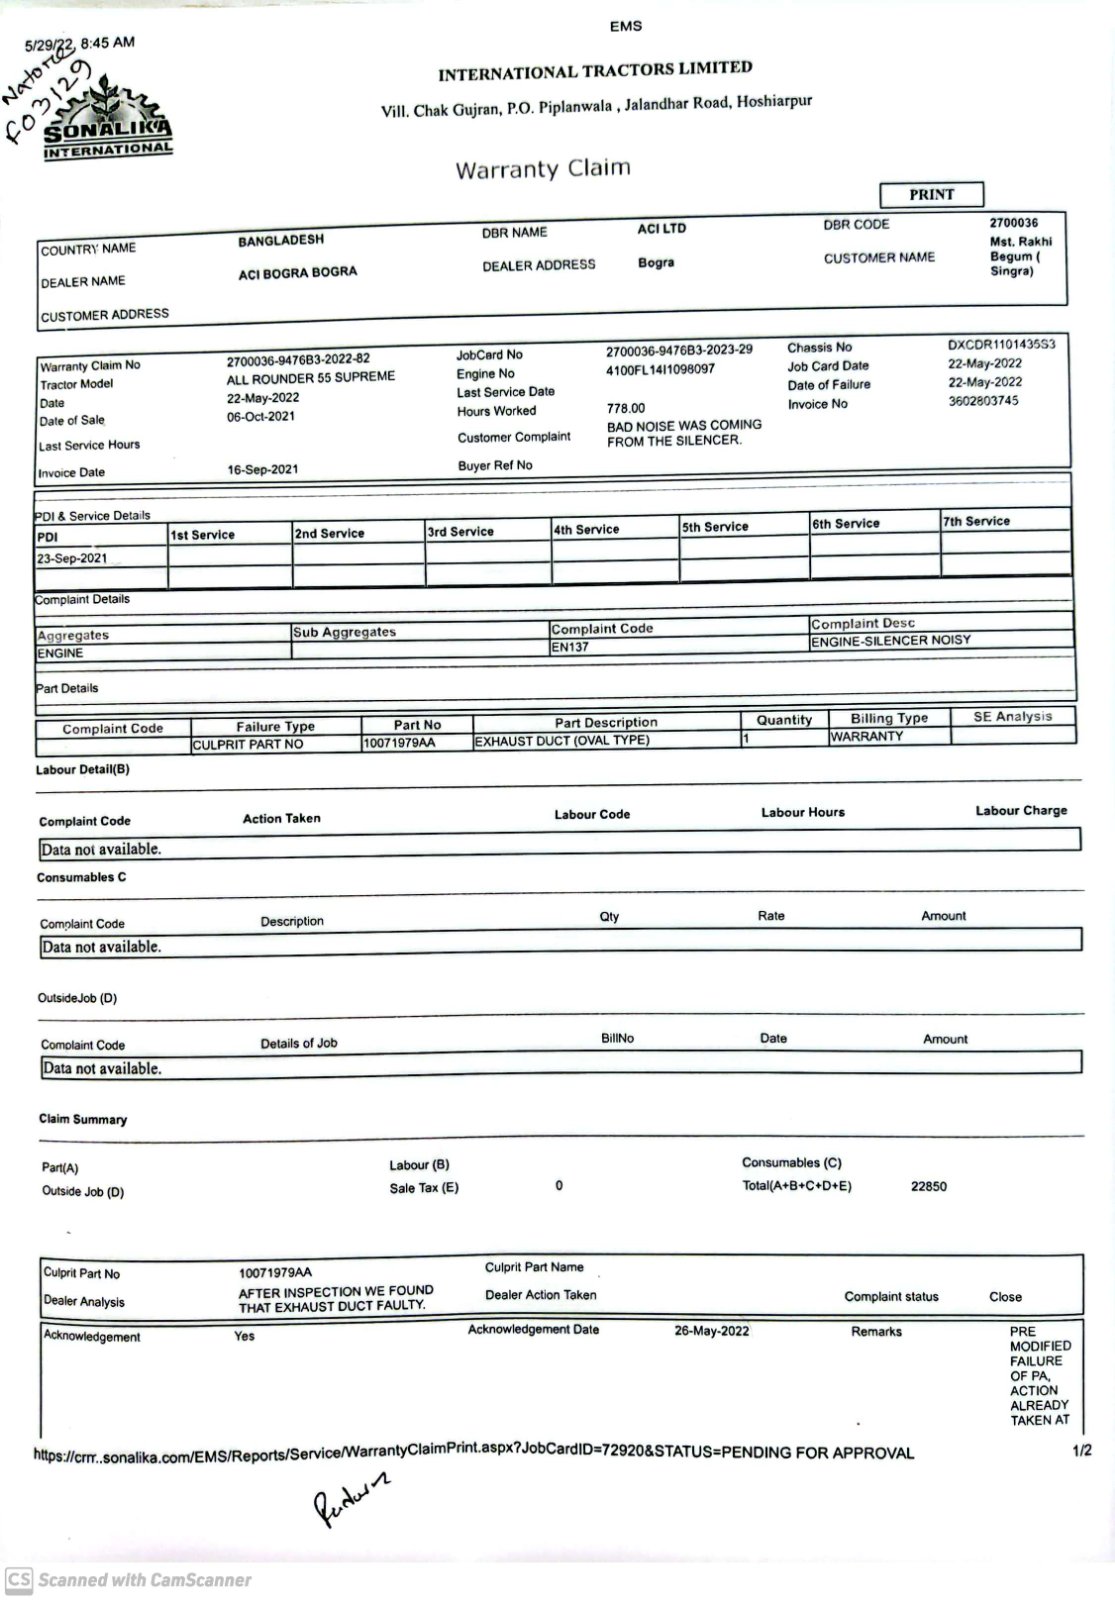 EMS
5/29/22, 8:45 AM
Natore
F03129
SONALIKA
INTERNATIONAL
INTERNATIONAL TRACTORS LIMITED
Vill. Chak Gujran, P.O. Piplanwala , Jalandhar Road, Hoshiarpur
Warranty Claim
PRINT
COUNTRY NAME BANGLADESH DBR NAME ACI LTD DBR CODE 2700036
DEALER NAME ACI BOGRA BOGRA DEALER ADDRESS Bogra CUSTOMER NAME Mst. Rakhi
Begum (
Singra)
CUSTOMER ADDRESS
Warranty Claim No 2700036-9476B3-2022-82 JobCard No 2700036-9476B3-2023-29 Chassis No DXCDR1101435S3
Tractor Model ALL ROUNDER 55 SUPREME Engine No 4100FL14I1098097 Job Card Date 22-May-2022
Date 22-May-2022 Last Service Date Date of Failure 22-May-2022
Date of Sale 06-Oct-2021 Hours Worked 778.00 Invoice No 3602803745
Last Service Hours Customer Complaint BAD NOISE WAS COMING
FROM THE SILENCER.
Invoice Date 16-Sep-2021 Buyer Ref No
PDI & Service Details
PDI 1st Service 2nd Service 3rd Service 4th Service 5th Service 6th Service 7th Service
23-Sep-2021
Complaint Details
Aggregates Sub Aggregates Complaint Code Complaint Desc
ENGINE EN137 ENGINE-SILENCER NOISY
Part Details
Complaint Code Failure Type Part No Part Description Quantity Billing Type SE Analysis
CULPRIT PART NO 10071979AA EXHAUST DUCT (OVAL TYPE) 1 WARRANTY
Labour Detail(B)
Complaint Code Action Taken Labour Code Labour Hours Labour Charge
Data not available.
Consumables C
Complaint Code Description Qty Rate Amount
Data not available.
OutsideJob (D)
Complaint Code Details of Job BillNo Date Amount
Data not available.
Claim Summary
Part(A) Labour (B) Consumables (C)
Outside Job (D) Sale Tax (E) 0 Total(A+B+C+D+E) 22850
Culprit Part No 10071979AA Culprit Part Name
Dealer Analysis AFTER INSPECTION WE FOUND
THAT EXHAUST DUCT FAULTY. Dealer Action Taken Complaint status Close
Acknowledgement Yes Acknowledgement Date 26-May-2022 Remarks PRE
MODIFIED
FAILURE
OF PA,
ACTION
ALREADY
TAKEN AT
https://crm.sonalika.com/EMS/Reports/Service/WarrantyClaimPrint.aspx?JobCardID=72920&STATUS=PENDING FOR APPROVAL 1/2
CS Scanned with CamScanner